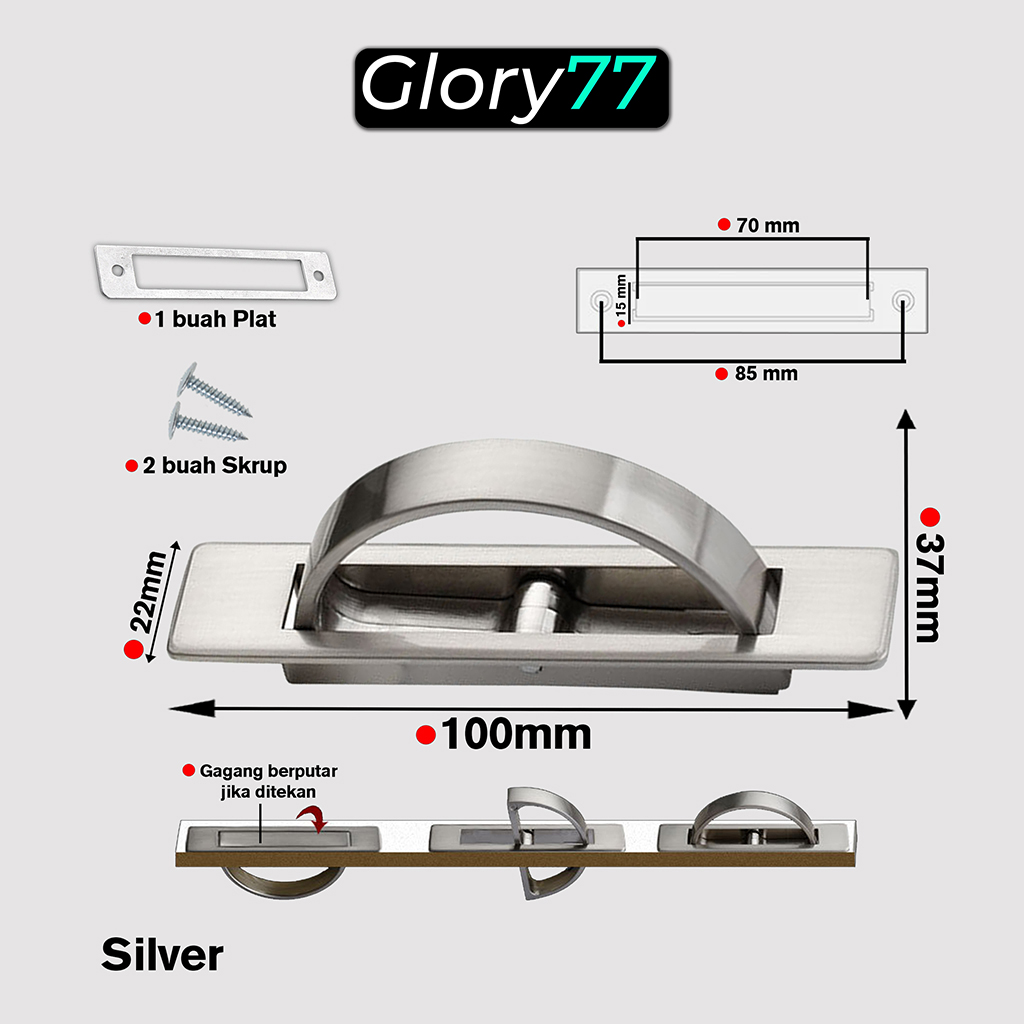 Glory77
70 mm
15 mm
1 buah Plat
85 mm
2 buah Skrup
22mm
37mm
100mm
Gagang berputar
jika ditekan
Silver